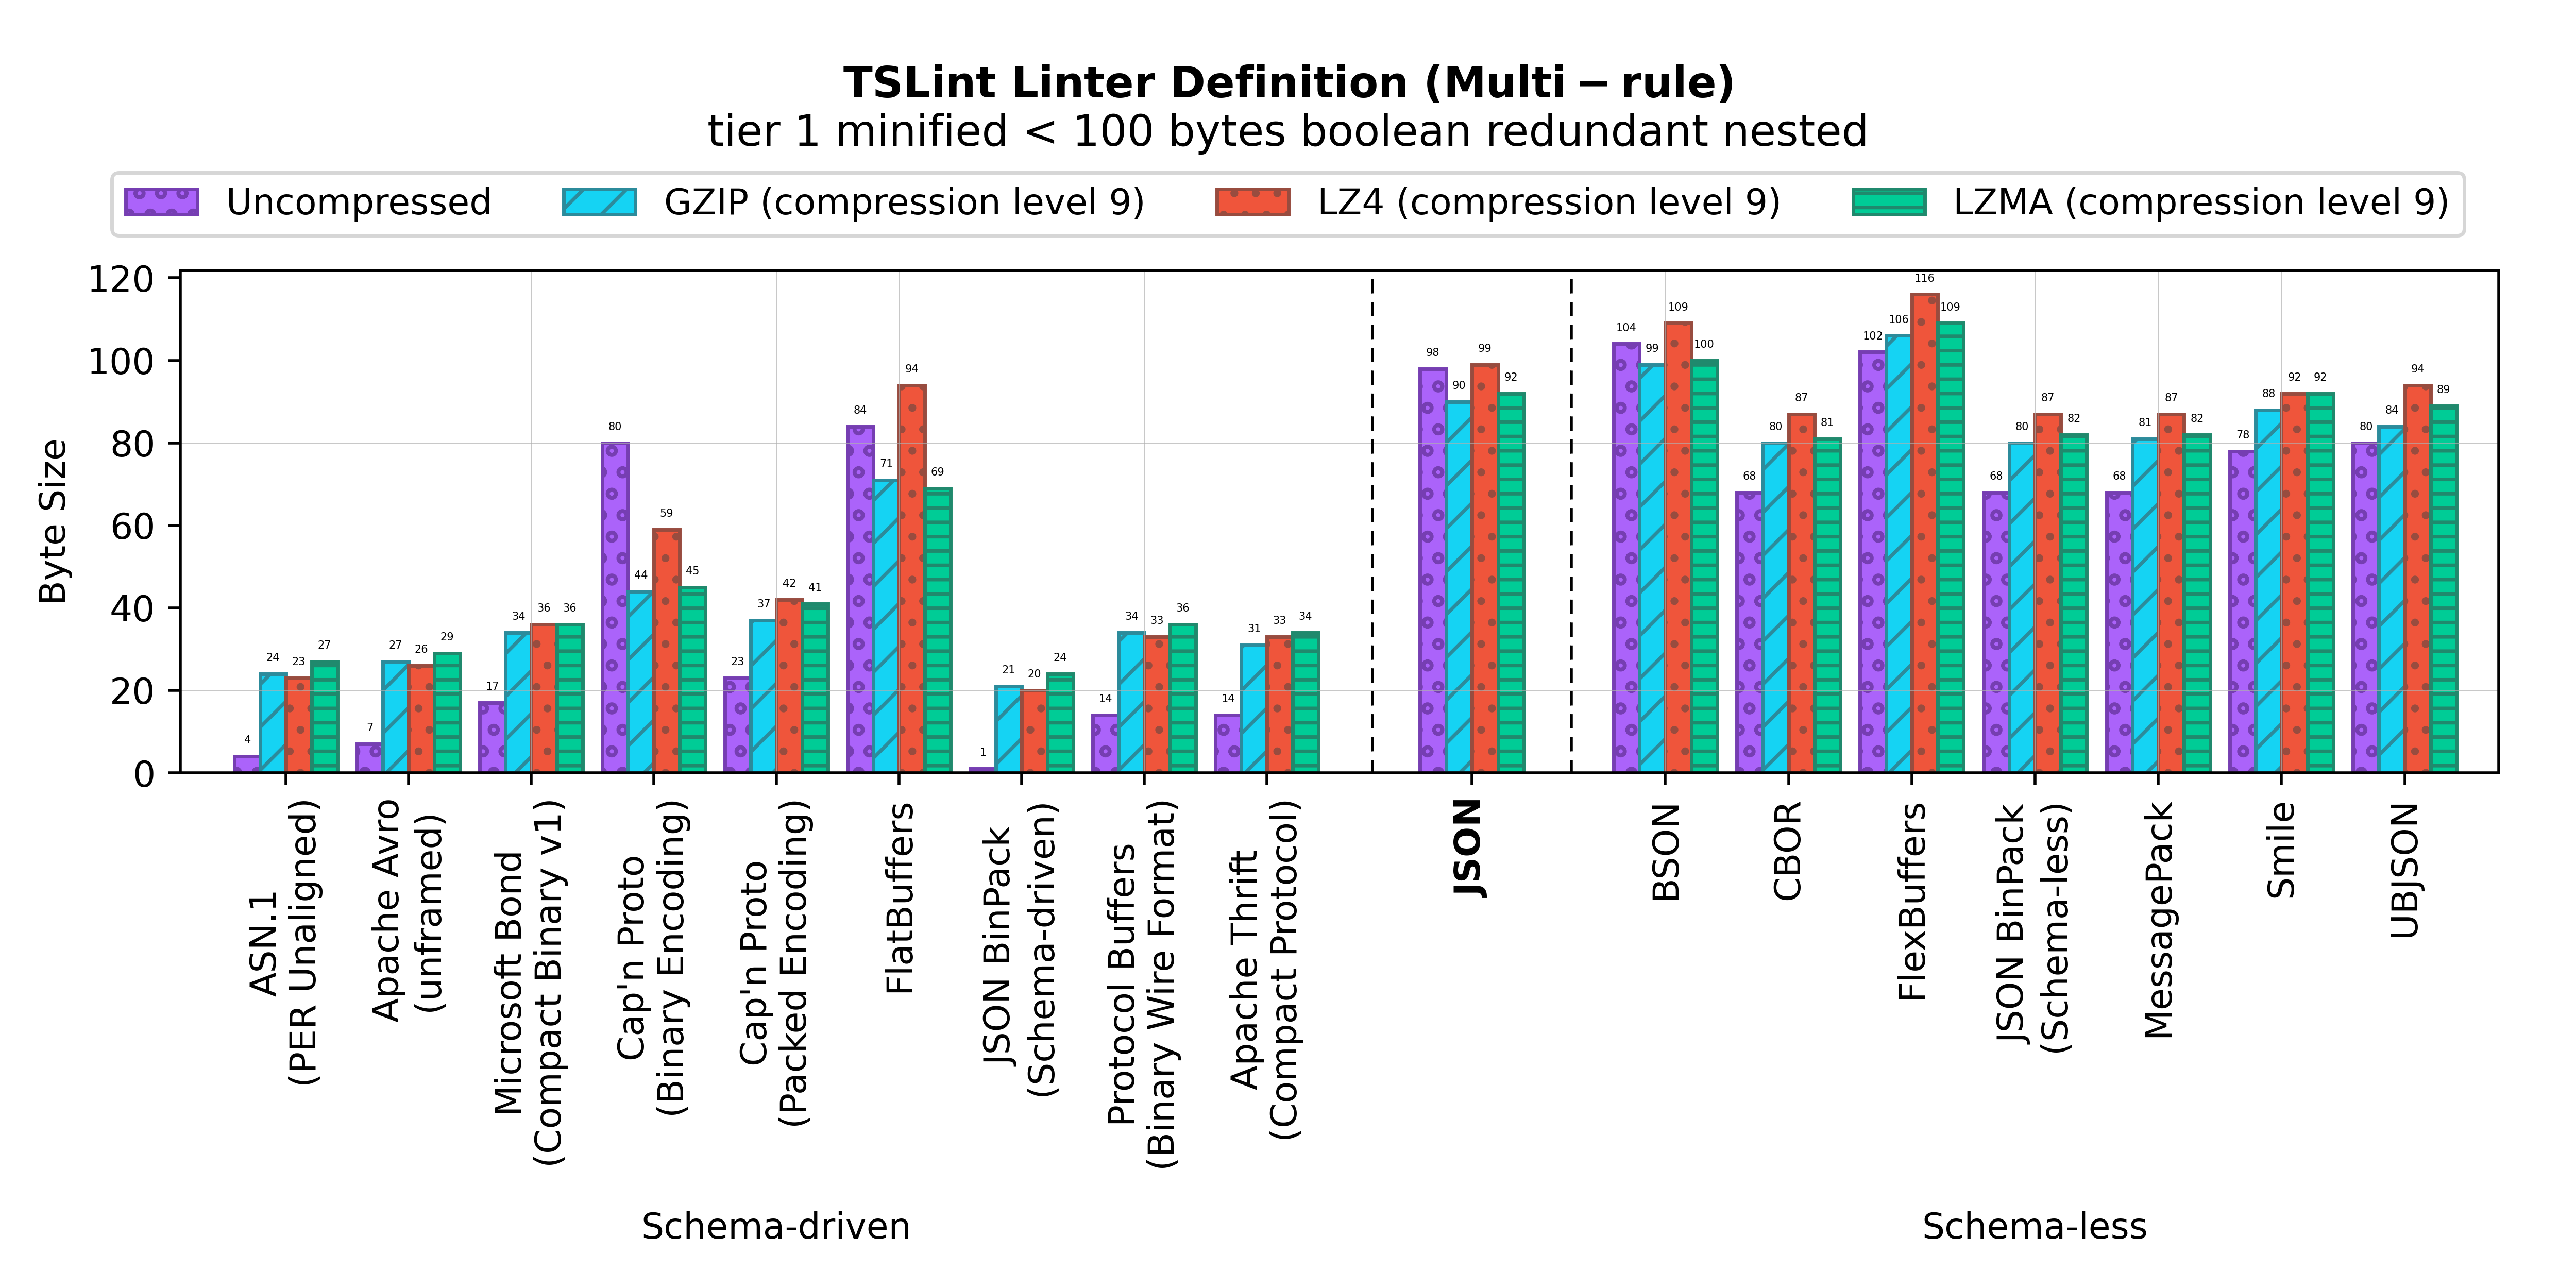 TSLint Linter Definition (Multi − rule)
tier 1 minified < 100 bytes boolean redundant nested
Uncompressed
GZIP (compression level 9)
LZ4 (compression level 9)
LZMA (compression level 9)
Byte Size
120
100
80
60
40
20
0
4
24
23
27
7
27
26
29
17
34
36
36
80
44
59
45
23
37
42
41
84
71
94
69
1
21
20
24
14
34
33
36
14
31
33
34
98
90
99
92
104
99
109
100
68
80
87
81
102
106
116
109
68
80
87
82
68
81
87
82
78
88
92
92
80
84
94
89
ASN.1
(PER Unaligned)
Apache Avro
(unframed)
Microsoft Bond
(Compact Binary v1)
Cap'n Proto
(Binary Encoding)
Cap'n Proto
(Packed Encoding)
FlatBuffers
JSON BinPack
(Schema-driven)
Protocol Buffers
(Binary Wire Format)
Apache Thrift
(Compact Protocol)
JSON
BSON
CBOR
FlexBuffers
JSON BinPack
(Schema-less)
MessagePack
Smile
UBJSON
Schema-driven
Schema-less